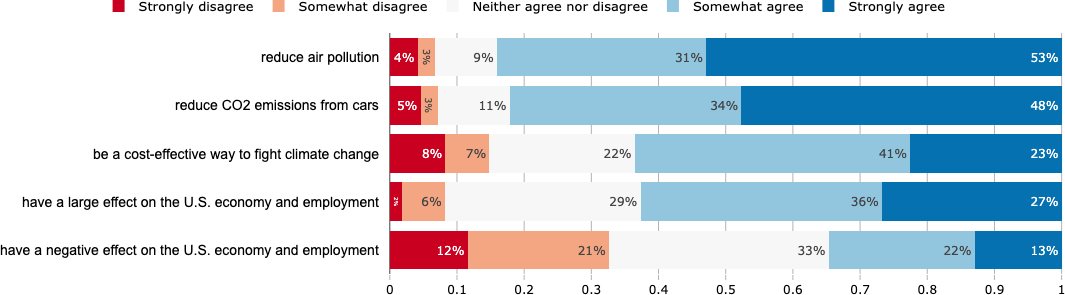 Strongly disagree Somewhat disagree Neither agree nor disagree Somewhat agree Strongly agree
reduce air pollution 4% 3% 9% 31% 53%
reduce CO2 emissions from cars 5% 3% 11% 34% 48%
be a cost-effective way to fight climate change 8% 7% 22% 41% 23%
have a large effect on the U.S. economy and employment 2% 6% 29% 36% 27%
have a negative effect on the U.S. economy and employment 12% 21% 33% 22% 13%
0 0.1 0.2 0.3 0.4 0.5 0.6 0.7 0.8 0.9 1